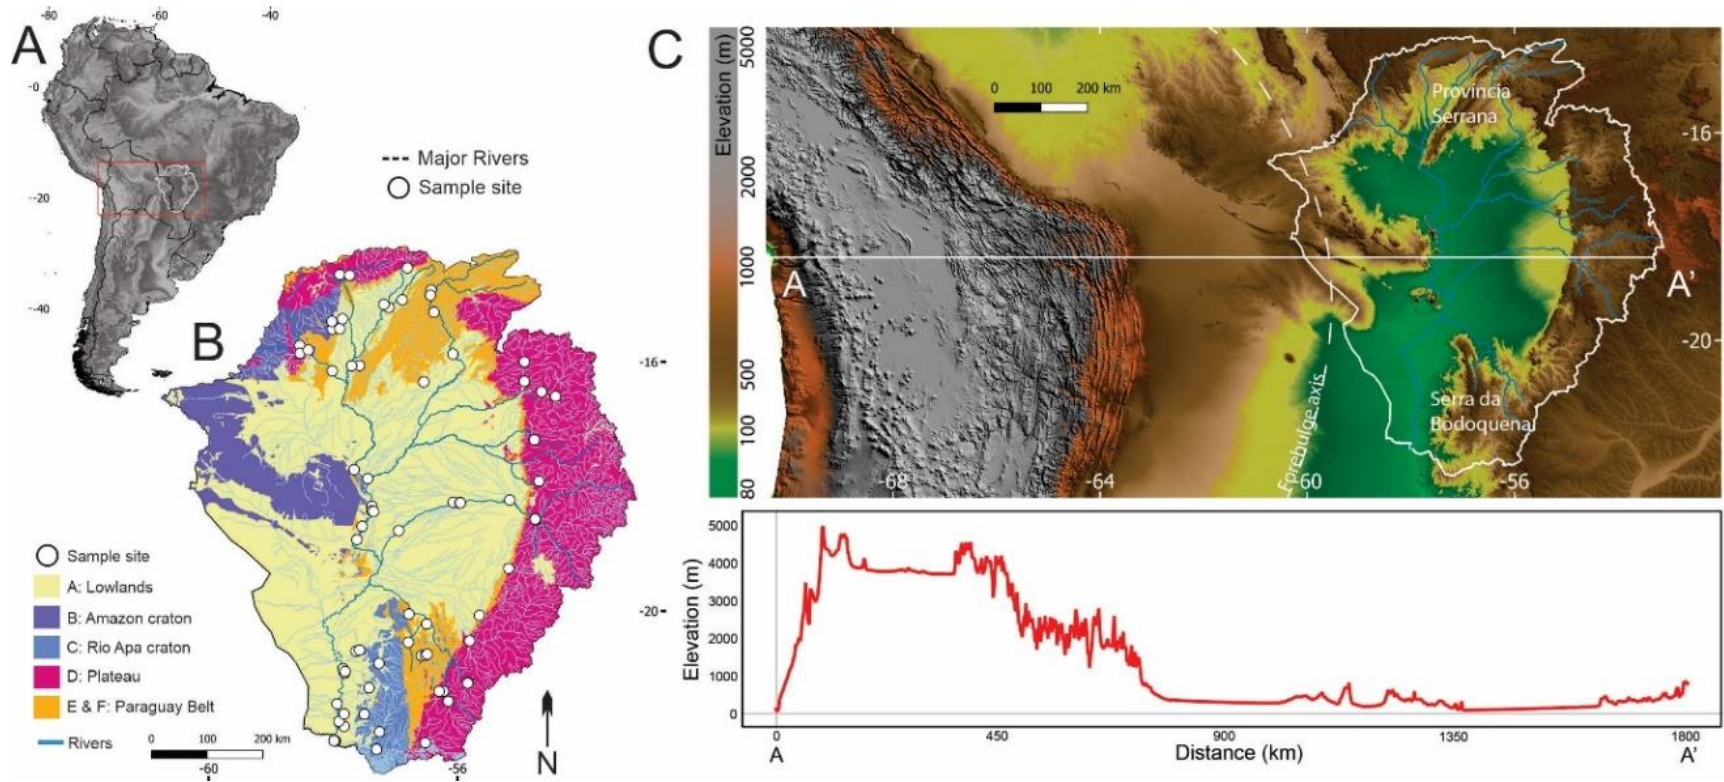 A
-80
-60
-40
-0
-20
-40
Major Rivers
Sample site
B
-16
-20
Sample site
A: Lowlands
B: Amazon craton
C: Rio Apa craton
D: Plateau
E & F: Paraguay Belt
Rivers
0 100 200 km
-60
-56
N
C
Elevation (m)
5000
2000
1000
500
100
80
0 100 200 km
Província
Serrana
-16
A
A'
-20
Serra da
Bodoquena
Forebulge axis
-68
-64
-60
-56
Elevation (m)
5000
4000
3000
2000
1000
0
0
450
900
1350
1800
A
Distance (km)
A'